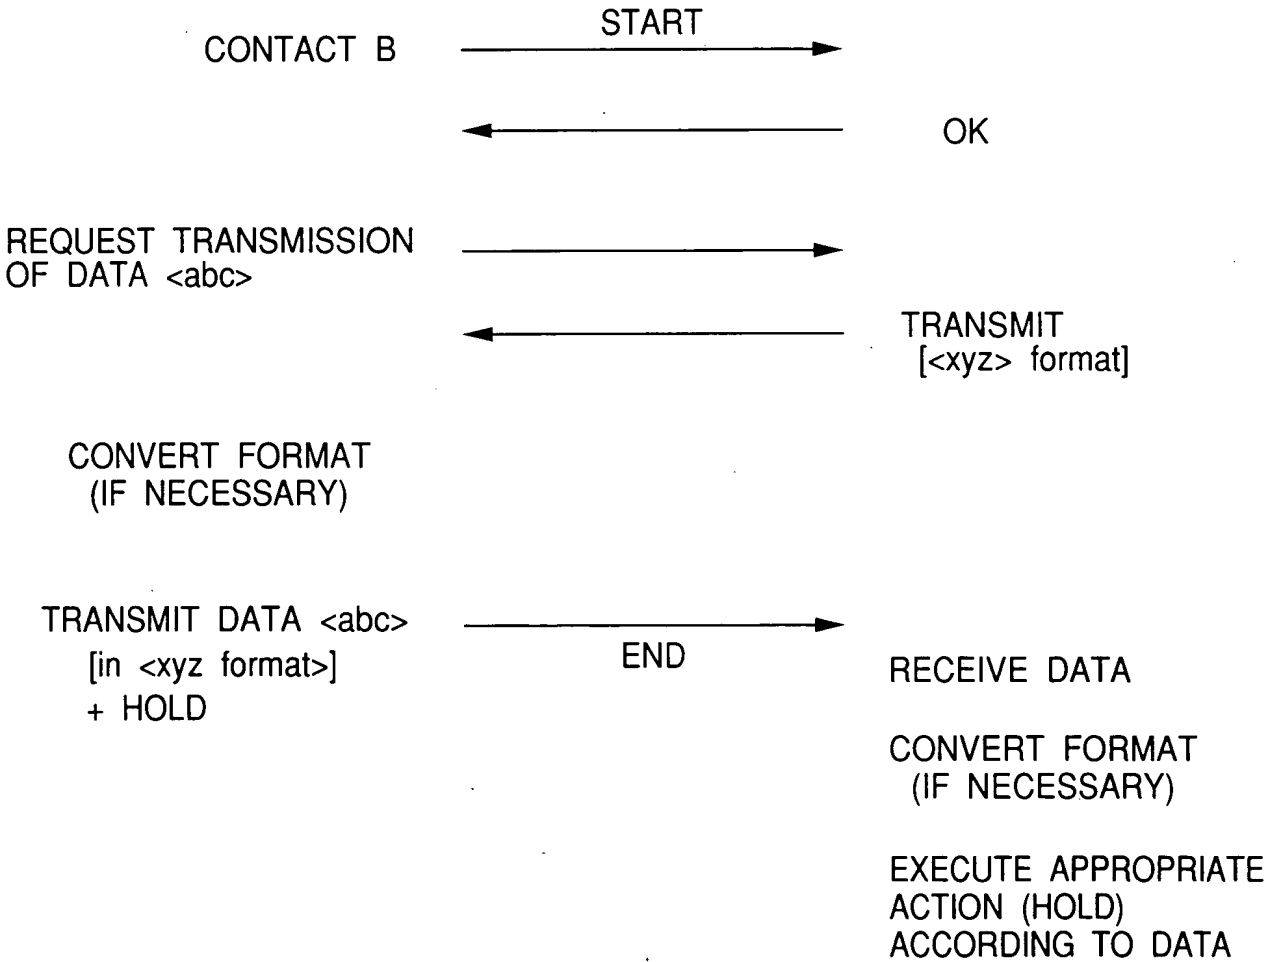 START
CONTACT B
OK
REQUEST TRANSMISSION
OF DATA <abc>
TRANSMIT
[<xyz> format]
CONVERT FORMAT
(IF NECESSARY)
TRANSMIT DATA <abc>
[in <xyz format>]
+ HOLD
END
RECEIVE DATA
CONVERT FORMAT
(IF NECESSARY)
EXECUTE APPROPRIATE
ACTION (HOLD)
ACCORDING TO DATA